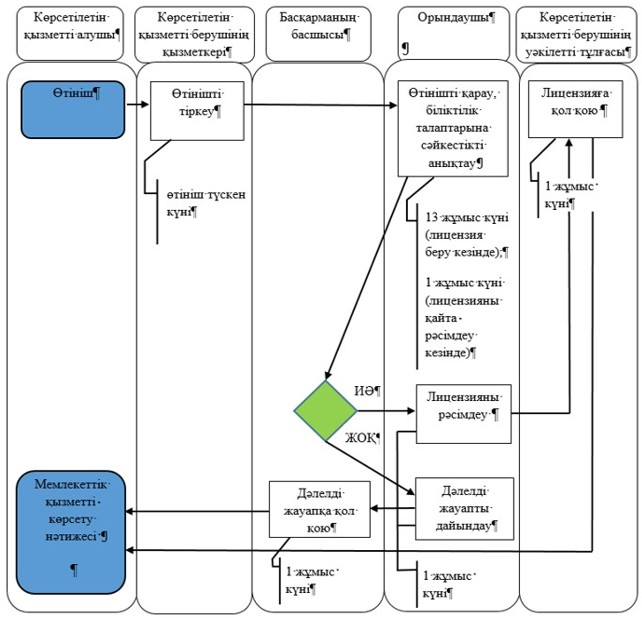 Көрсетілетін
қызметті алушы¶
Көрсетілетін
қызметті берушінің
қызметкері¶
Басқарманың
басшысы¶
Орындаушы¶
¶
Көрсетілетін
қызметті берушінің
уәкілетті тұлғасы¶
Өтініш¶
Өтінішті
тіркеу¶
Өтінішті қарау,
біліктілік
талаптарына
сәйкестікті
анықтау¶
Лицензияға
қол қою¶
өтініш түскен
күні¶
1 жұмыс
күні¶
13 жұмыс күні
(лицензия
беру кезінде);¶
1 жұмыс күні
(лицензияны
қайта
рәсімдеу
кезінде)¶
ИӘ¶
Лицензияны
рәсімдеу ¶
ЖОҚ¶
Мемлекеттік
қызметті
көрсету
нәтижесі ¶
¶
Дәлелді
жауапқа қол
қою¶
Дәлелді
жауапты
дайындау¶
1 жұмыс
күні¶
1 жұмыс
күні¶